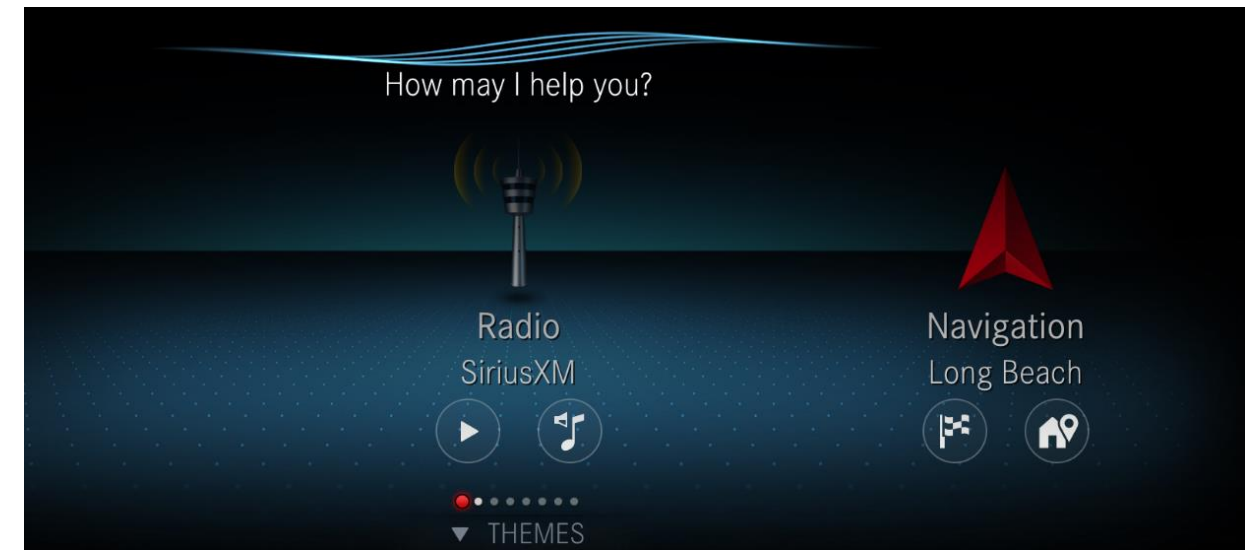 How may I help you?
Radio
Navigation
SiriusXM
Long Beach
THEMES